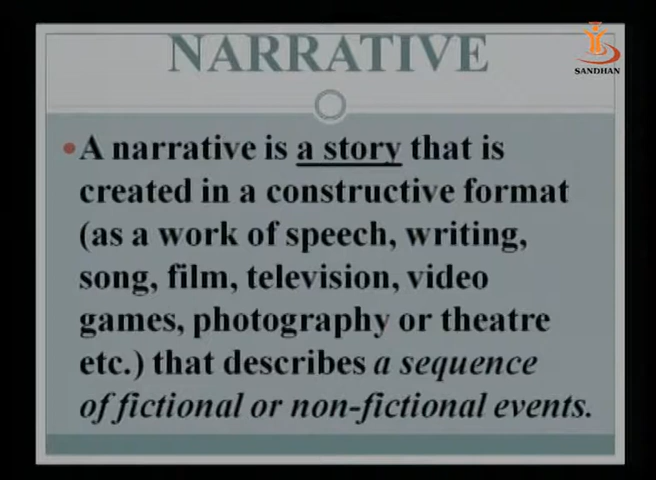 NARRATIVE
SANDHAN
•A narrative is a story that is
created in a constructive format
(as a work of speech, writing,
song, film, television, video
games, photography or theatre
etc.) that describes a sequence
of fictional or non-fictional events.